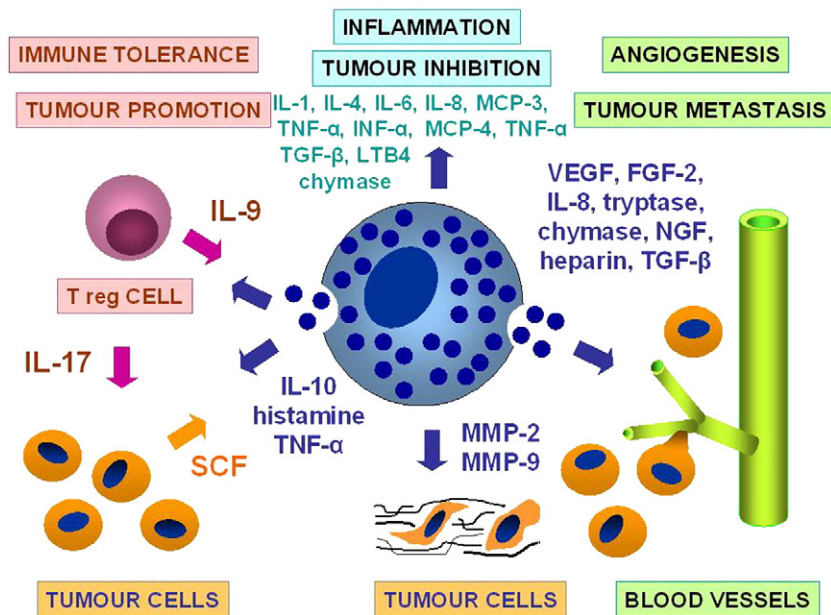 IMMUNE TOLERANCE
TUMOUR PROMOTION
INFLAMMATION
TUMOUR INHIBITION
IL-1, IL-4, IL-6, IL-8, MCP-3,
TNF-α, INF-α, MCP-4, TNF-α
TGF-β, LTB4
chymase
ANGIOGENESIS
TUMOUR METASTASIS
VEGF, FGF-2,
IL-8, tryptase,
chymase, NGF,
heparin, TGF-β
IL-9
T reg CELL
IL-17
IL-10
histamine
TNF-α
SCF
MMP-2
MMP-9
TUMOUR CELLS
TUMOUR CELLS
BLOOD VESSELS